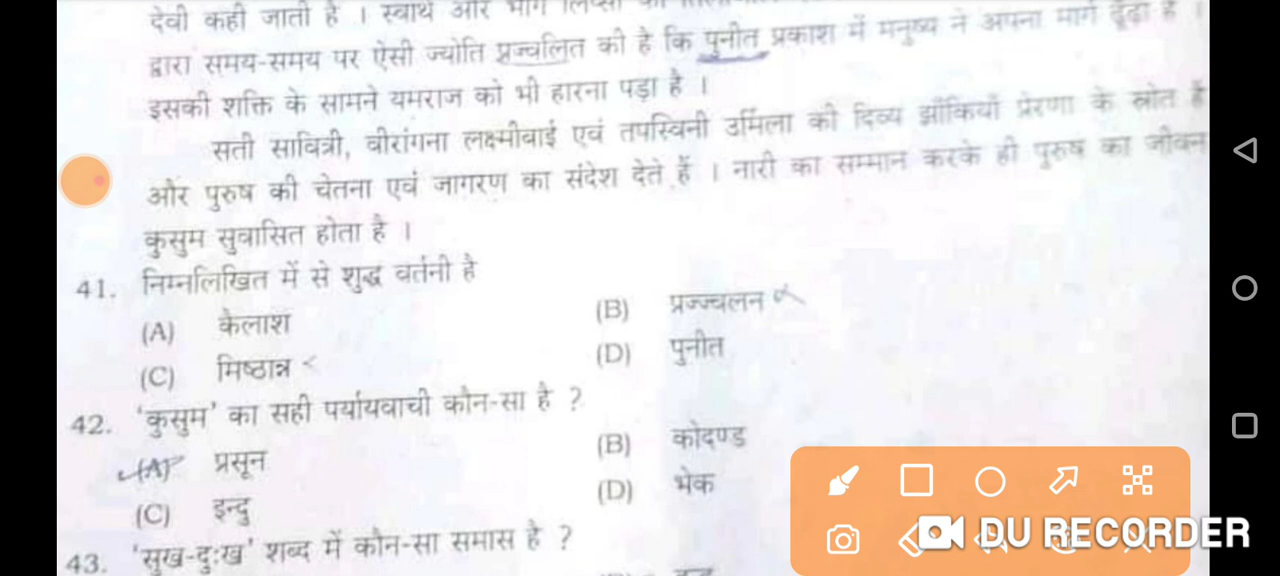 देवी कही जाती है । स्वार्थ और भोग
द्वारा समय-समय पर ऐसी ज्योति प्रज्वलित की है कि पुनीत प्रकाश में मनुष्य ने अपना मार्ग ढूँढ़ा है ।
इसकी शक्ति के सामने यमराज को भी हारना पड़ा है ।
सती सावित्री, वीरांगना लक्ष्मीबाई एवं तपस्विनी उर्मिला की दिव्य झाँकियाँ प्रेरणा के स्रोत हैं
और पुरुष की चेतना एवं जागरण का संदेश देते हैं । नारी का सम्मान करके ही पुरुष का जीवन
कुसुम सुवासित होता है ।
41. निम्नलिखित में से शुद्ध वर्तनी है
(A) कैलाश (B) प्रज्ज्वलन
(C) मिष्ठान्न (D) पुनीत
42. 'कुसुम' का सही पर्यायवाची कौन-सा है ?
(A) प्रसून (B) कोदण्ड
(C) इन्दु (D) भेक
43. 'सुख-दुःख' शब्द में कौन-सा समास है ?
DU RECORDER